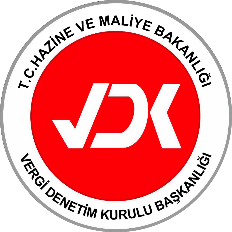 T.C.HAZİNE VE MALİYE BAKANLIĞI
VDK
VERGİ DENETİM KURULU BAŞKANLIĞI